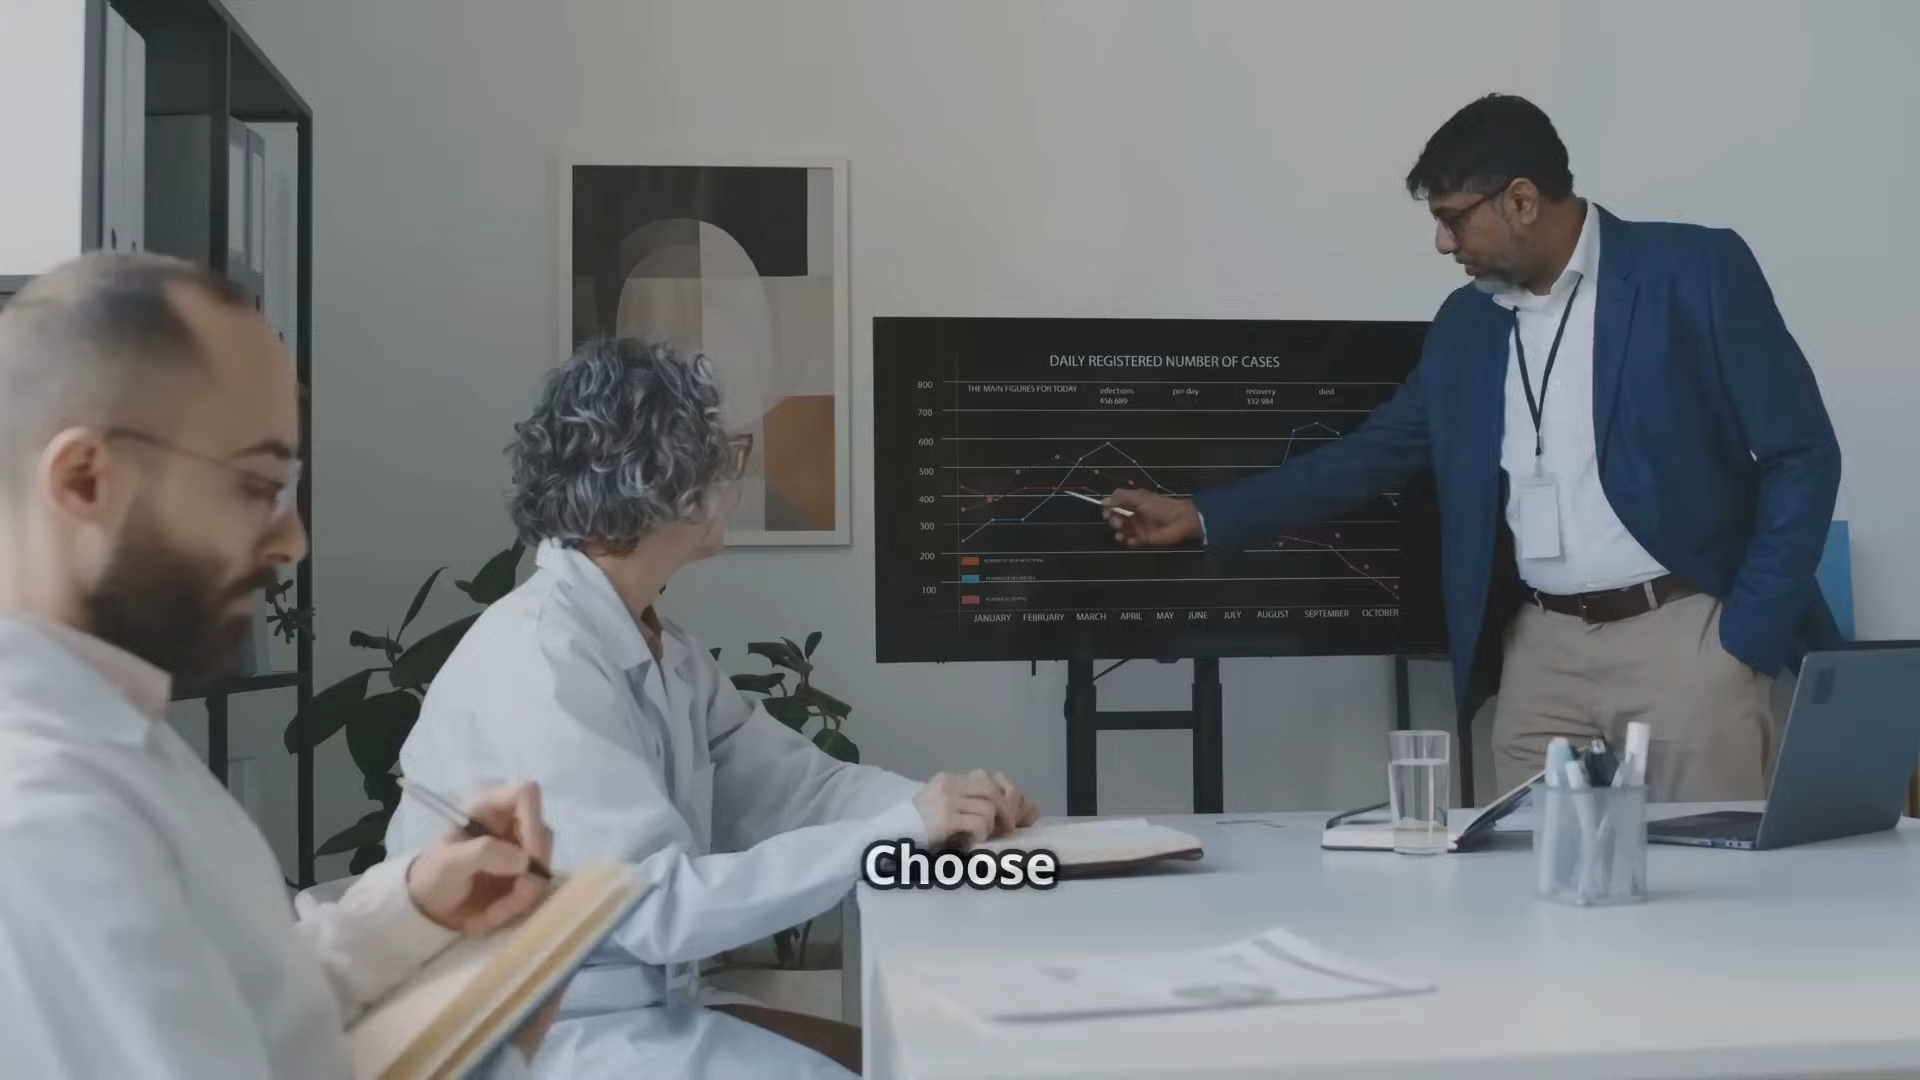 DAILY REGISTERED NUMBER OF CASES
THE MAIN FIGURES FOR TODAY infections per day recovery died
456 689 332 984
800
700
600
500
400
300
200
100
JANUARY FEBRUARY MARCH APRIL MAY JUNE JULY AUGUST SEPTEMBER OCTOBER
Choose